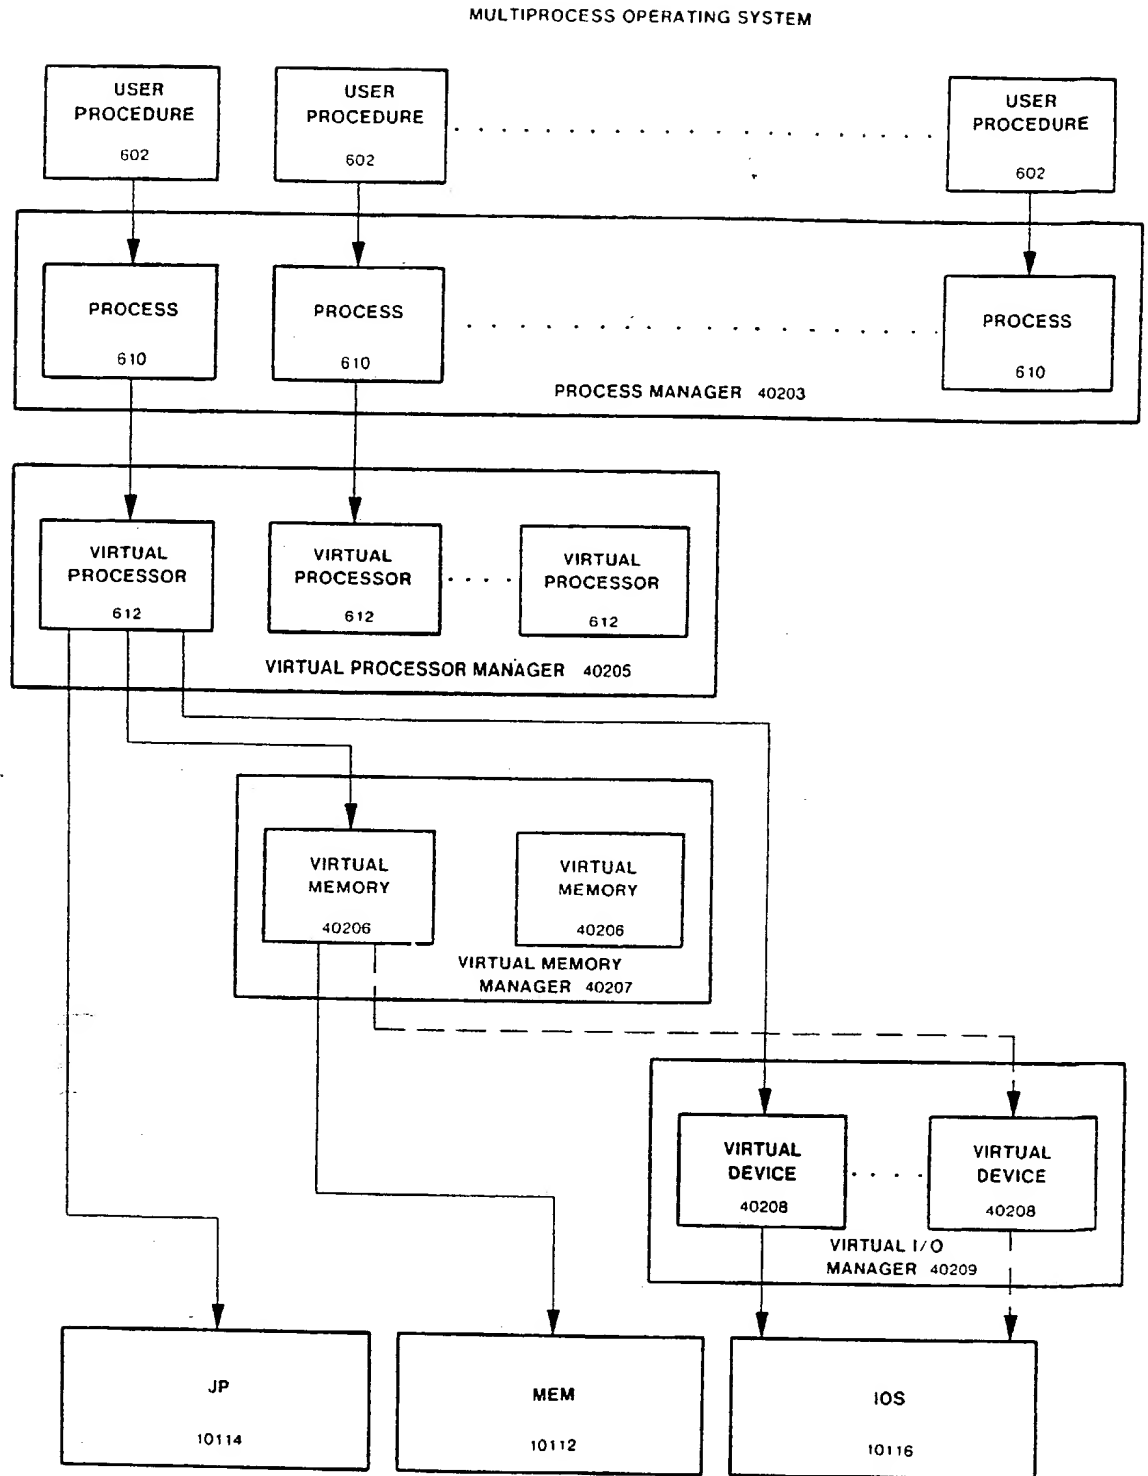 MULTIPROCESS OPERATING SYSTEM
USER
PROCEDURE
602
USER
PROCEDURE
602
USER
PROCEDURE
602
PROCESS
610
PROCESS
610
PROCESS
610
PROCESS MANAGER 40203
VIRTUAL
PROCESSOR
612
VIRTUAL
PROCESSOR
612
VIRTUAL
PROCESSOR
612
VIRTUAL PROCESSOR MANAGER 40205
VIRTUAL
MEMORY
40206
VIRTUAL
MEMORY
40206
VIRTUAL MEMORY
MANAGER 40207
VIRTUAL
DEVICE
40208
VIRTUAL
DEVICE
40208
VIRTUAL I/O
MANAGER 40209
JP
10114
MEM
10112
IOS
10116